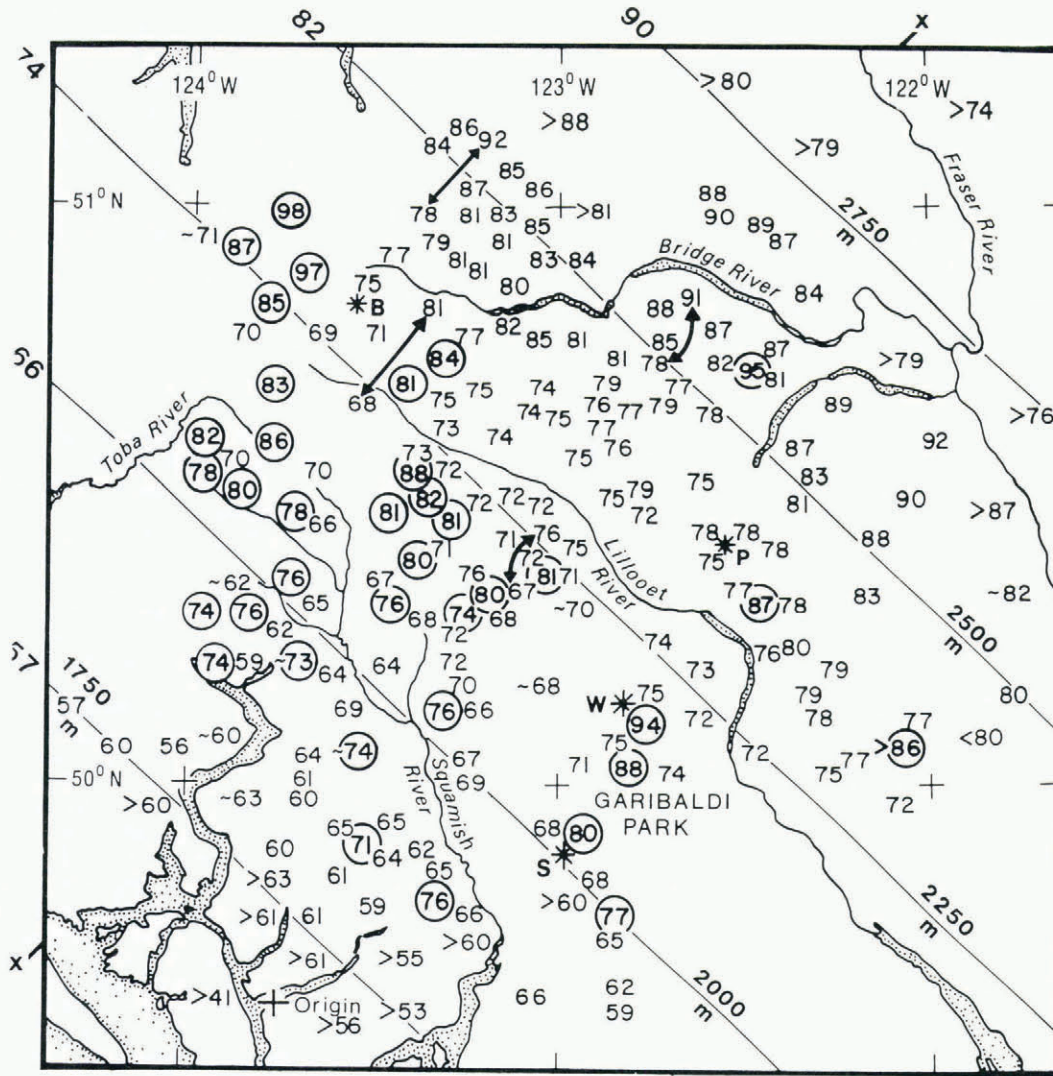 82 90 x
74 124° W 123° W >80 122° W >74
86 >88
84 92 >79
85
87 86 88
51° N 98 78 81 83 >81 90 89 2750 m Fraser River
~71 87 85 87
79 81
97 77 81 81 83 84 Bridge River
75 80 84
85 B 81 88 91
70 69 71 77 82 85 81 87
84 81 85 82 87 >79
66 83 81 78 95 81
75 75 74 79 77 89 >76
68 74 75 76 77 79 78
Toba River 82 86 73 74 77 92
73 76 87
78 70 70 88 72 75 83
80 82 75 79 75 81 90
78 66 81 81 72 72 72 72 >87
71 76 78 78 88
80 71 75 75 P 78
76 67 76 72 81 71 Lillooet River 77
~62 65 80 67 87 78 83 ~82
74 76 76 74 68 ~70 2500 m
62 68 72 74 80
74 59 ~73 64 64 72 73 76 79
57 70 ~68 75 79 80
1750 m 69 76 66 W 94 72 78 77
57 ~60 75 >86 <80
60 56 64 ~74 67 88 72 77
50° N 61 69 71 74 75
>60 ~63 60 Squamish River GARIBALDI 72
65 65 68 80 PARK
60 71 64 62 S
>63 61 65 68 2250 m
76 >60
>61 61 59 66 77
x >61 >55 >60 65
>41 Origin 66 62 2000 m
>56 >53 59